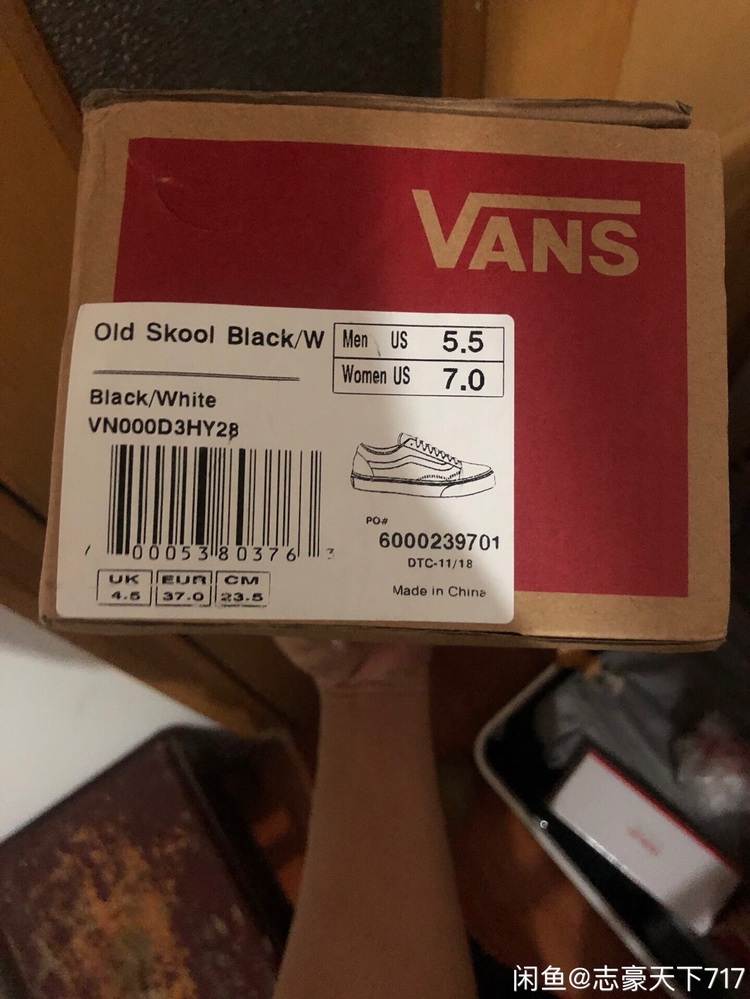 VANS
Old Skool Black/W
Men US 5.5
Women US 7.0
Black/White
VN000D3HY28
7 00053 80376 3
PO#
6000239701
DTC-11/18
Made in China
UK EUR CM
4.5 37.0 23.5
闲鱼@志豪天下717